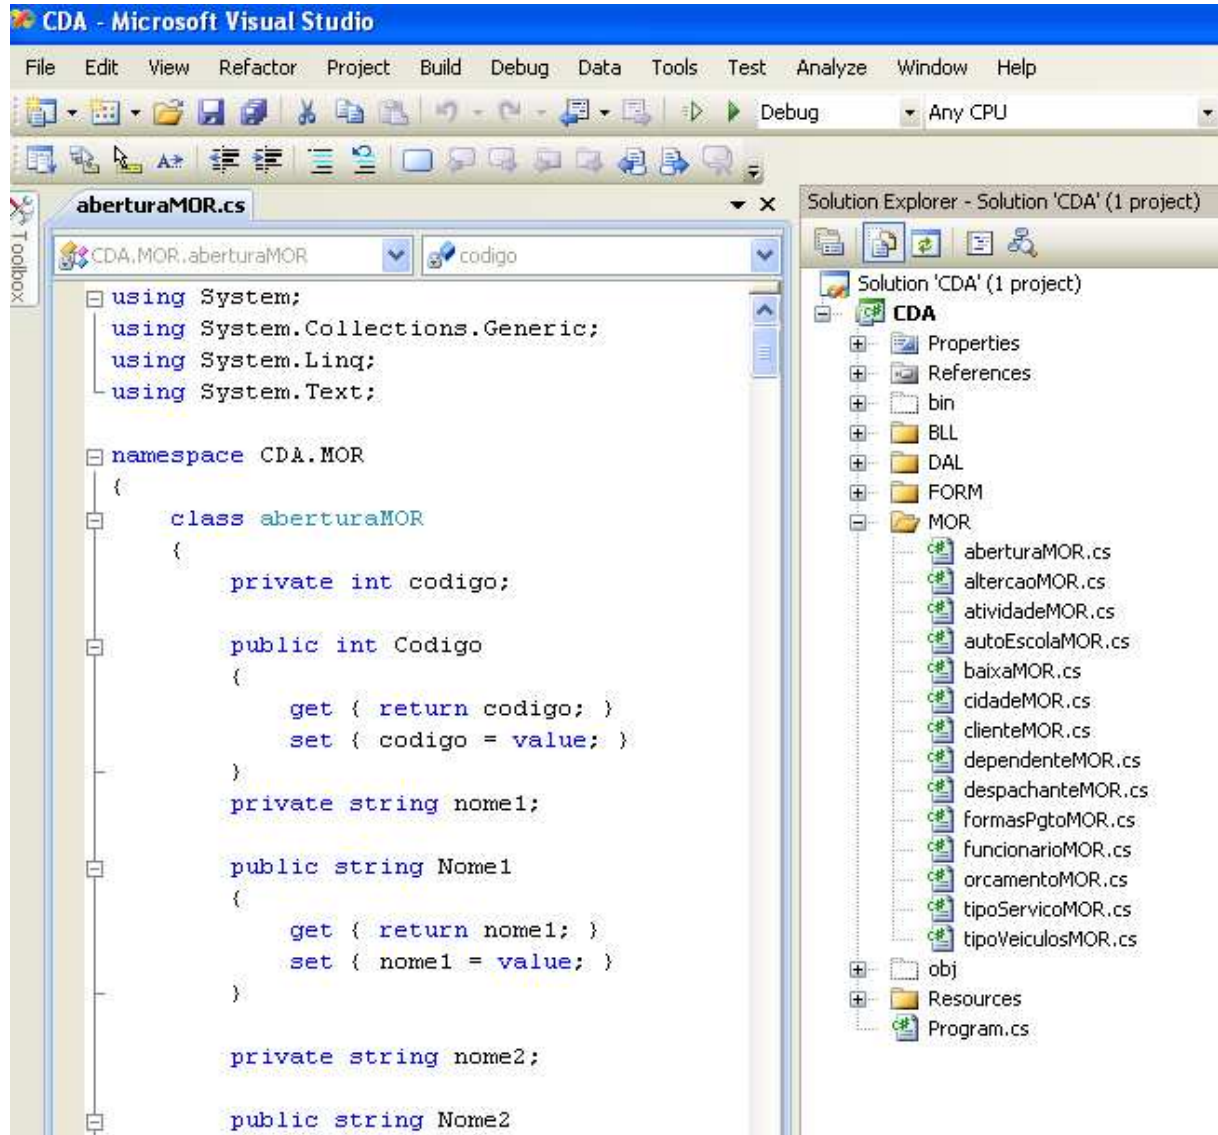 CDA - Microsoft Visual Studio
File Edit View Refactor Project Build Debug Data Tools Test Analyze Window Help
Debug Any CPU
Toolbox
aberturaMOR.cs
CDA.MOR.aberturaMOR codigo
using System;
using System.Collections.Generic;
using System.Linq;
using System.Text;
namespace CDA.MOR
{
class aberturaMOR
{
private int codigo;
public int Codigo
{
get { return codigo; }
set { codigo = value; }
}
private string nome1;
public string Nome1
{
get { return nome1; }
set { nome1 = value; }
}
private string nome2;
public string Nome2
Solution Explorer - Solution 'CDA' (1 project)
Solution 'CDA' (1 project)
CDA
Properties
References
bin
BLL
DAL
FORM
MOR
aberturaMOR.cs
altercaoMOR.cs
atividadeMOR.cs
autoEscolaMOR.cs
baixaMOR.cs
cidadeMOR.cs
clienteMOR.cs
dependenteMOR.cs
despachanteMOR.cs
formasPgtoMOR.cs
funcionarioMOR.cs
orcamentoMOR.cs
tipoServicoMOR.cs
tipoVeiculosMOR.cs
obj
Resources
Program.cs